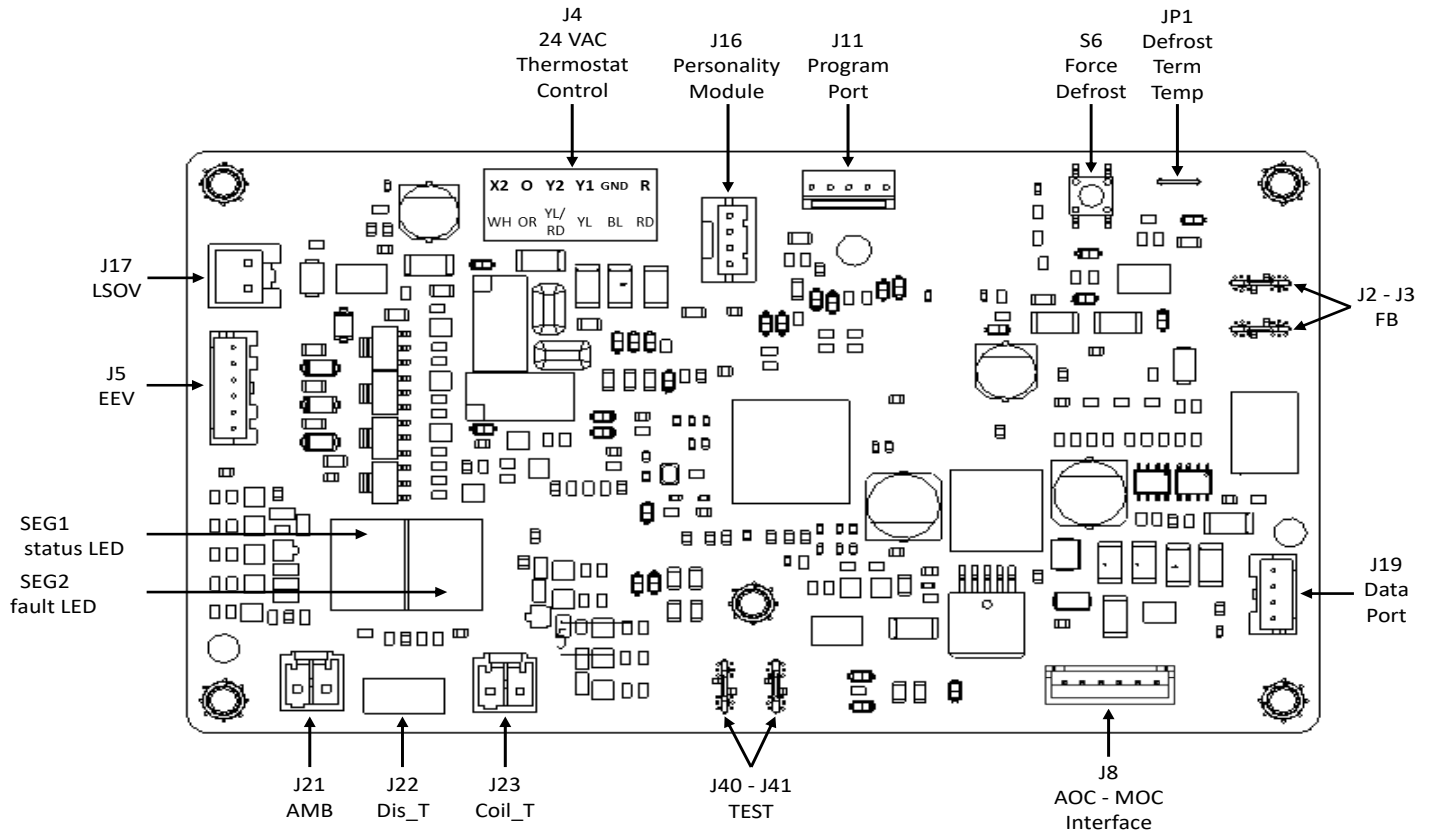 J4
24 VAC
Thermostat
Control
J16
Personality
Module
J11
Program
Port
S6
Force
Defrost
JP1
Defrost
Term
Temp
X2 O Y2 Y1 GND R
WH OR YL/ RD YL BL RD
J17
LSOV
J2 - J3
FB
J5
EEV
SEG1
status LED
SEG2
fault LED
J19
Data
Port
J21
AMB
J22
Dis_T
J23
Coil_T
J40 - J41
TEST
J8
AOC - MOC
Interface